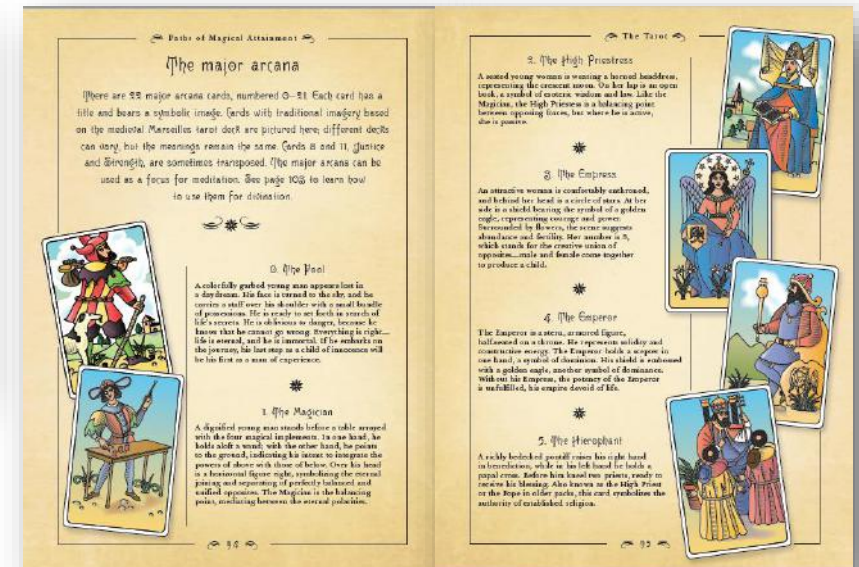 Paths of Magical Attainment
The major arcana
There are 22 major arcana cards, numbered 0–21. Each card has a
title and bears a symbolic image. Cards with traditional imagery based
on the medieval Marseilles tarot deck are pictured here; different decks
can vary, but the meanings remain the same. Cards 8 and 11, Justice
and Strength, are sometimes transposed. The major arcana can be
used as a focus for meditation. See page 102 to learn how
to use them for divination.
0. The Fool
A colorfully garbed young man appears lost in
a daydream. His face is turned to the sky, and he
carries a staff over his shoulder with a small bundle
of possessions. He is ready to set forth in search of
life's secrets. He is oblivious to danger, because he
knows that he cannot go wrong. Everything is right—
life is eternal, and he is immortal. If he embarks on
the journey, his last step as a child of innocence will
be his first as a man of experience.
1. The Magician
A dignified young man stands before a table arrayed
with the four magical implements. In one hand, he
holds aloft a wand; with the other hand, he points
to the ground, indicating his intent to integrate the
powers of above with those of below. Over his head
is a horizontal figure eight, symbolizing the eternal
joining and separating of perfectly balanced and
unified opposites. The Magician is the balancing
point, mediating between the eternal polarities.
94
The Tarot
2. The High Priestess
A seated young woman is wearing a horned headdress,
representing the crescent moon. On her lap is an open
book, a symbol of esoteric wisdom and law. Like the
Magician, the High Priestess is a balancing point
between opposing forces, but where he is active,
she is passive.
3. The Empress
An attractive woman is comfortably enthroned,
and behind her head is a circle of stars. At her
side is a shield bearing the symbol of a golden
eagle, representing courage and power.
Surrounded by flowers, the scene suggests
abundance and fertility. Her number is 3,
which stands for the creative union of
opposites—male and female come together
to produce a child.
4. The Emperor
The Emperor is a stern, armored figure,
half-seated on a throne. He represents solidity and
constructive energy. The Emperor holds a scepter in
one hand, a symbol of dominion. His shield is embossed
with a golden eagle, another symbol of dominance.
Without his Empress, the potency of the Emperor
is unfulfilled, his empire devoid of life.
5. The Hierophant
A richly bedecked pontiff raises his right hand
in benediction, while in his left hand he holds a
papal cross. Before him kneel two priests, ready to
receive his blessing. Also known as the High Priest
or the Pope in older packs, this card symbolizes the
authority of established religion.
95